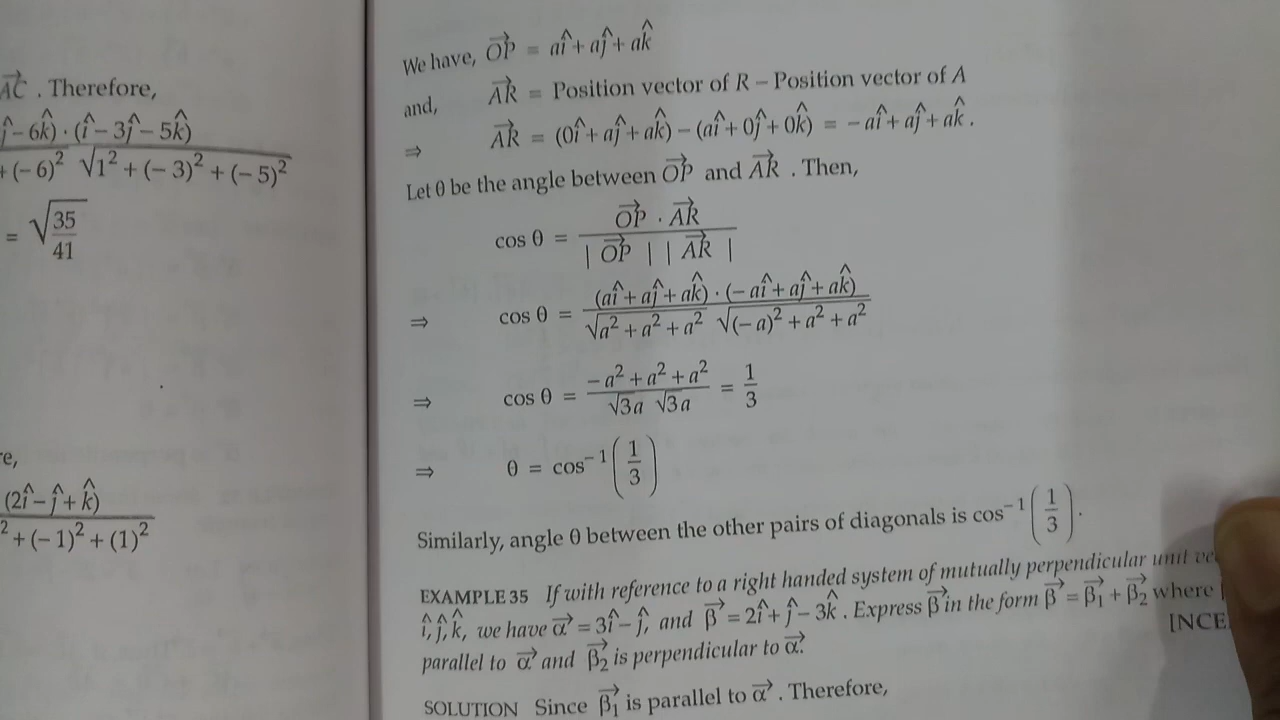 AC⃗ . Therefore,
ĵ – 6k̂) · (î – 3ĵ – 5k̂)
+ (– 6)² √1² + (– 3)² + (– 5)²
= √35/41
(2î – ĵ + k̂)
² + (– 1)² + (1)²
We have, OP⃗ = aî + aĵ + ak̂
and, AR⃗ = Position vector of R – Position vector of A
⇒ AR⃗ = (0î + aĵ + ak̂) – (aî + 0ĵ + 0k̂) = – aî + aĵ + ak̂ .
Let θ be the angle between OP⃗ and AR⃗ . Then,
cos θ = OP⃗ . AR⃗ / | OP⃗ | | AR⃗ |
⇒ cos θ = (aî + aĵ + ak̂) · (– aî + aĵ + ak̂) / √a² + a² + a² √(– a)² + a² + a²
⇒ cos θ = – a² + a² + a² / √3a √3a = 1/3
⇒ θ = cos⁻¹ (1/3)
Similarly, angle θ between the other pairs of diagonals is cos⁻¹ (1/3).
EXAMPLE 35 If with reference to a right handed system of mutually perpendicular unit
î, ĵ, k̂, we have α⃗ = 3î – ĵ, and β⃗ = 2î + ĵ – 3k̂ . Express β⃗ in the form β⃗ = β₁⃗ + β₂⃗ where
parallel to α⃗ and β₂⃗ is perpendicular to α⃗. [NCE
SOLUTION Since β₁⃗ is parallel to α⃗ . Therefore,